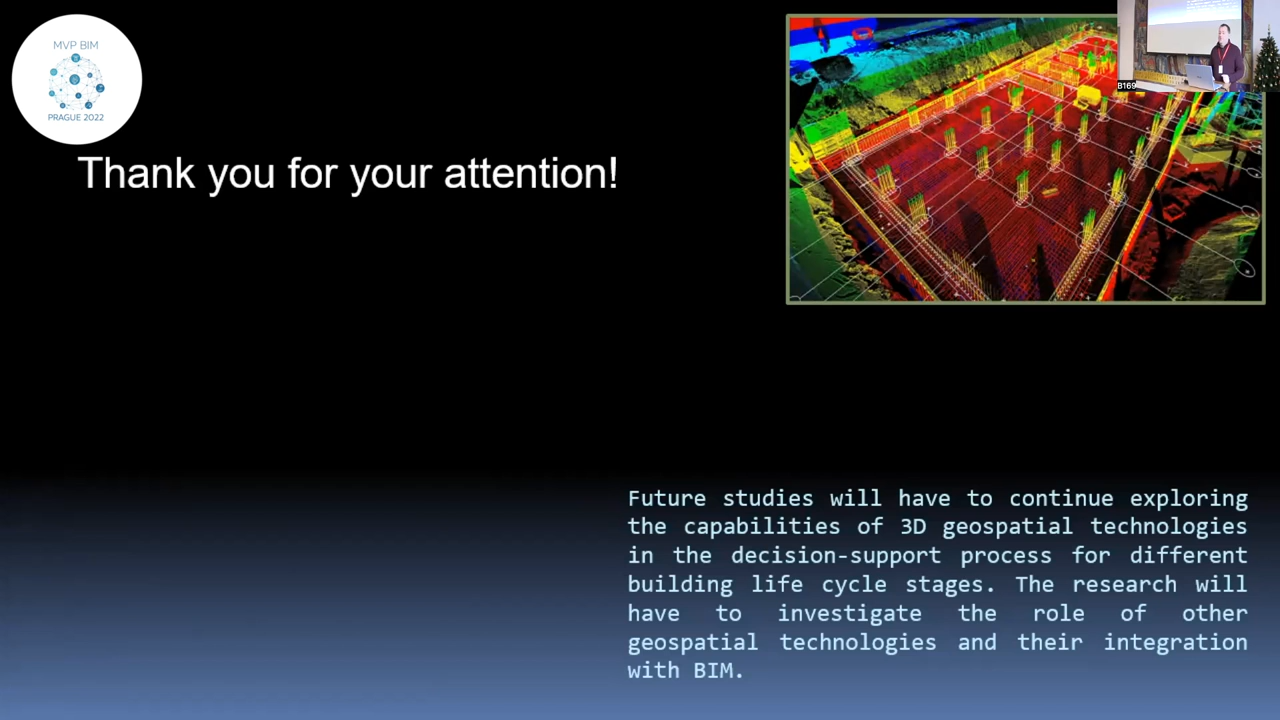 MVP BIM
PRAGUE 2022
Thank you for your attention!
B169
Future studies will have to continue exploring
the capabilities of 3D geospatial technologies
in the decision-support process for different
building life cycle stages. The research will
have to investigate the role of other
geospatial technologies and their integration
with BIM.